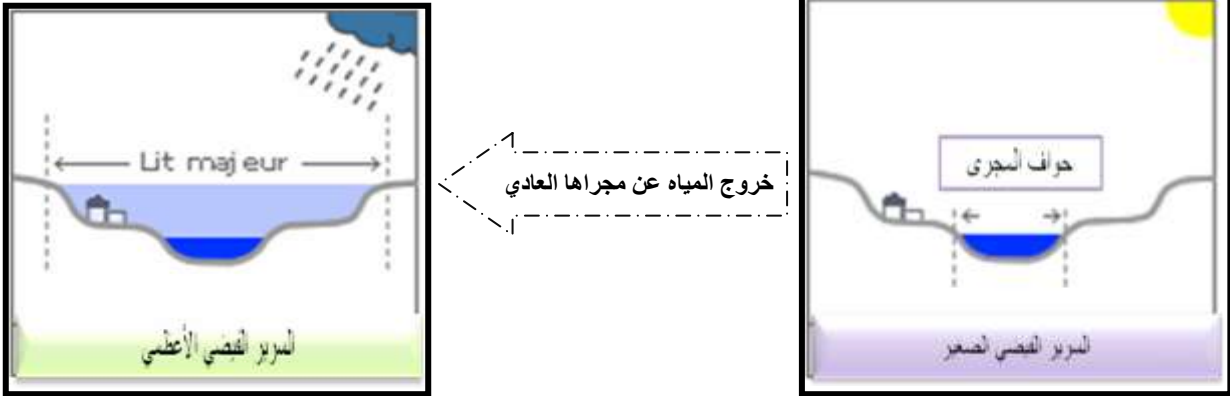 حواف المجرى
السرير الفيضي الصغير
خروج المياه عن مجراها العادي
Lit majeur
السرير الفيضي الأعظمي